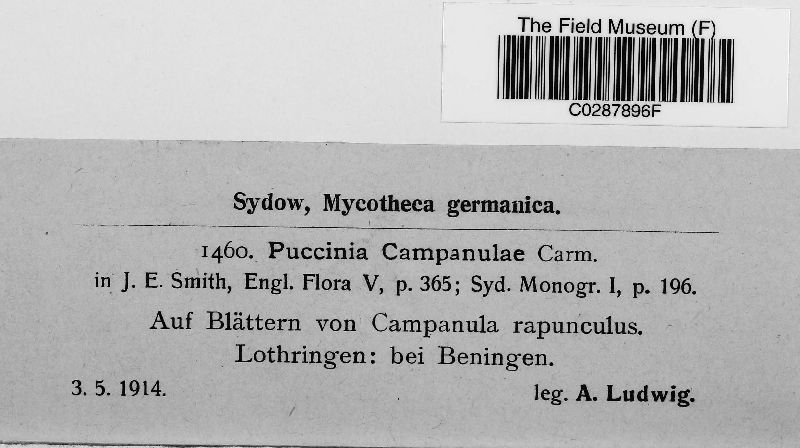 The Field Museum (F)
C0287896F
Sydow, Mycotheca germanica.
1460. Puccinia Campanulae Carm.
in J. E. Smith, Engl. Flora V, p. 365; Syd. Monogr. I, p. 196.
Auf Blättern von Campanula rapunculus.
Lothringen: bei Beningen.
3. 5. 1914. leg. A. Ludwig.